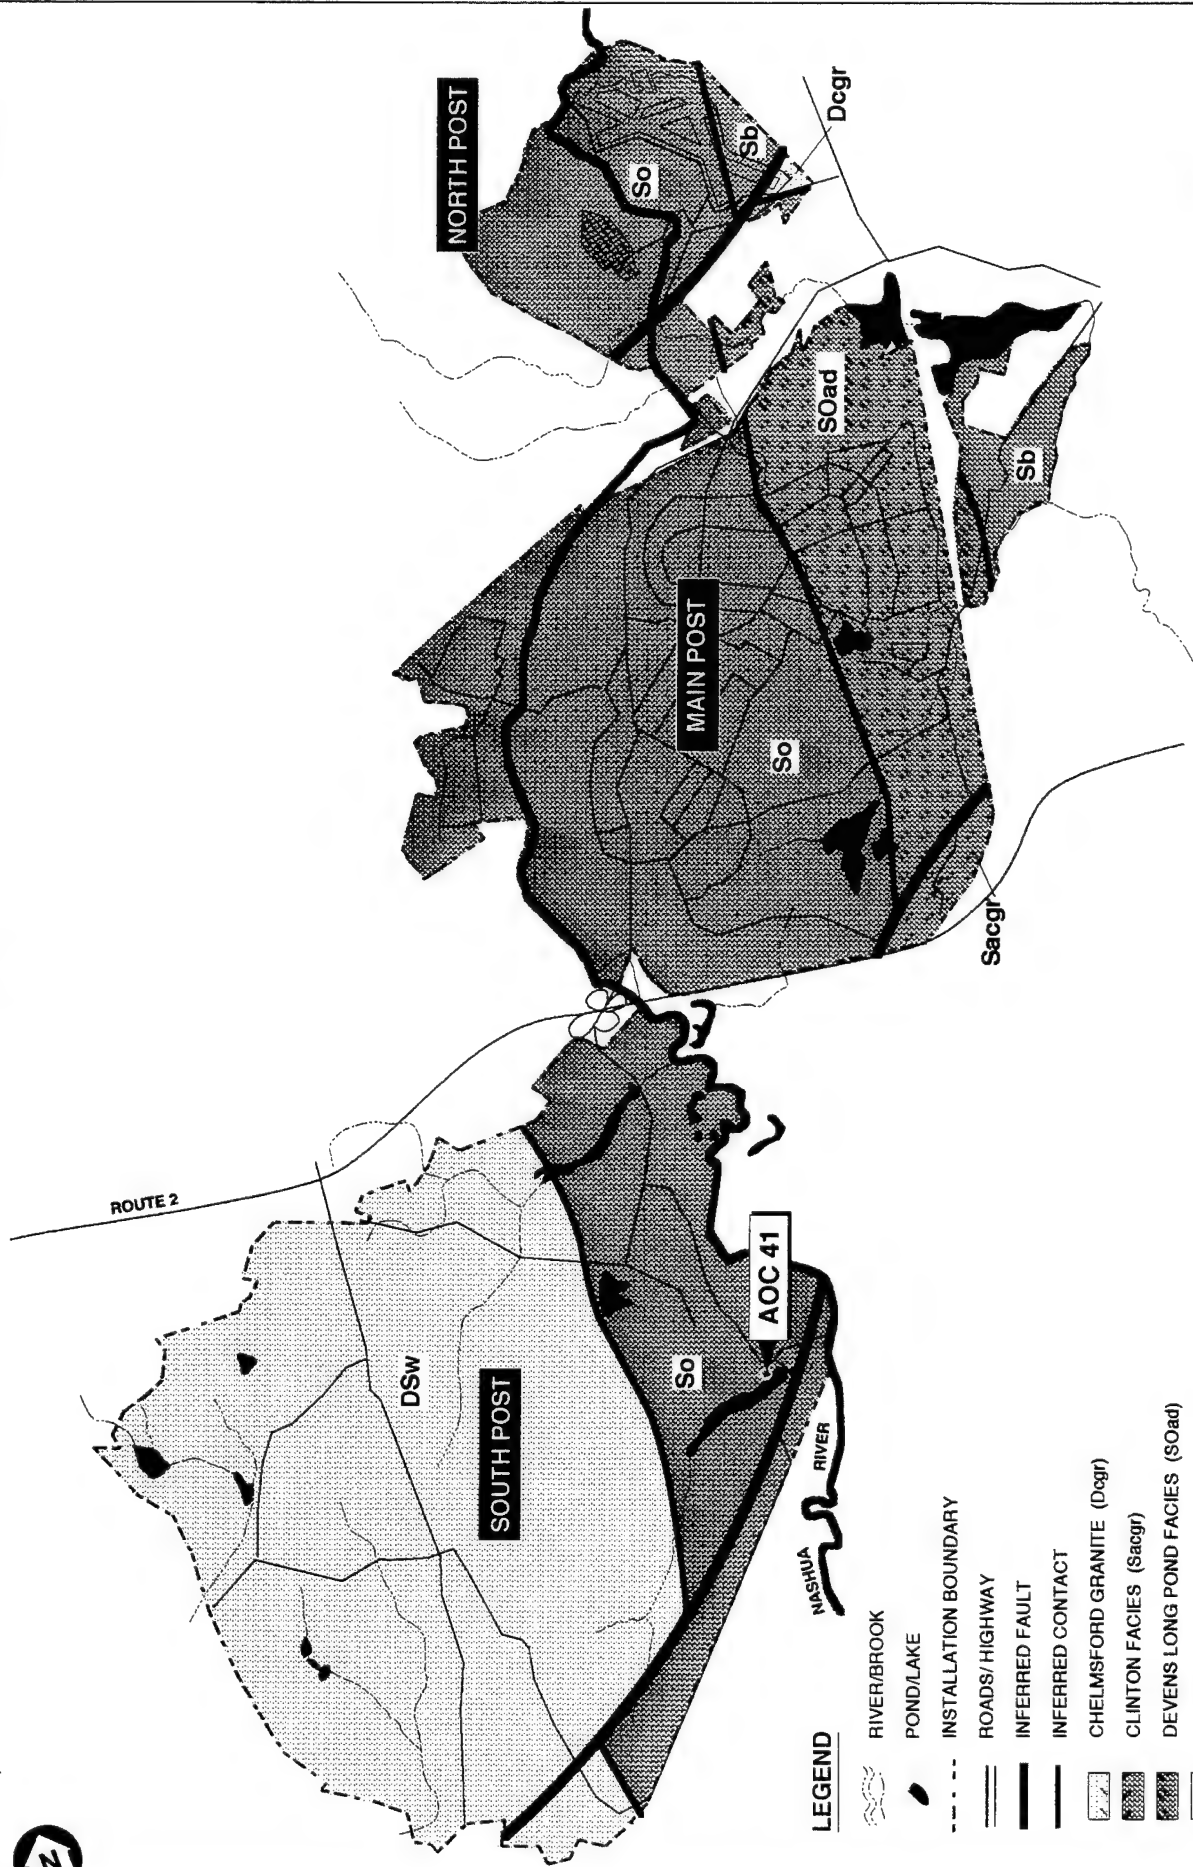 NORTH POST
So
Sb
Dcgr
SOad
Sb
MAIN POST
So
Sacgr
ROUTE 2
DSw
SOUTH POST
So
AOC 41
NASHUA
RIVER
LEGEND
RIVER/BROOK
POND/LAKE
INSTALLATION BOUNDARY
ROADS/ HIGHWAY
INFERRED FAULT
INFERRED CONTACT
CHELMSFORD GRANITE (Dcgr)
CLINTON FACIES (Sacgr)
DEVENS LONG POND FACIES (SOad)
N